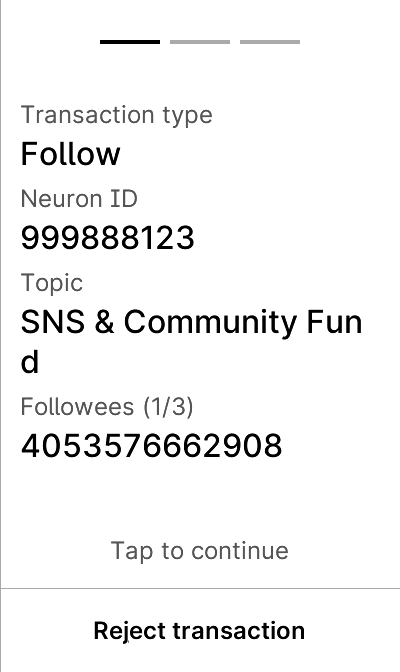 Transaction type
Follow
Neuron ID
999888123
Topic
SNS & Community Fun
d
Followees (1/3)
4053576662908
Tap to continue
Reject transaction